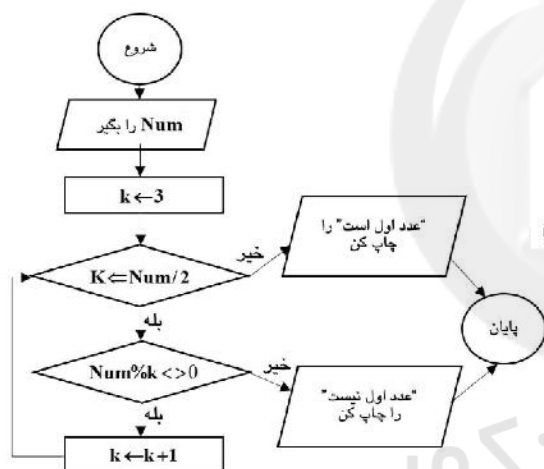 شروع
Num را بگیر
k←3
K⇐Num/2
خیر
"عدد اول است" را
چاپ کن
بله
Num%k<>0
خیر
"عدد اول نیست"
را چاپ کن
پایان
بله
k←k+1